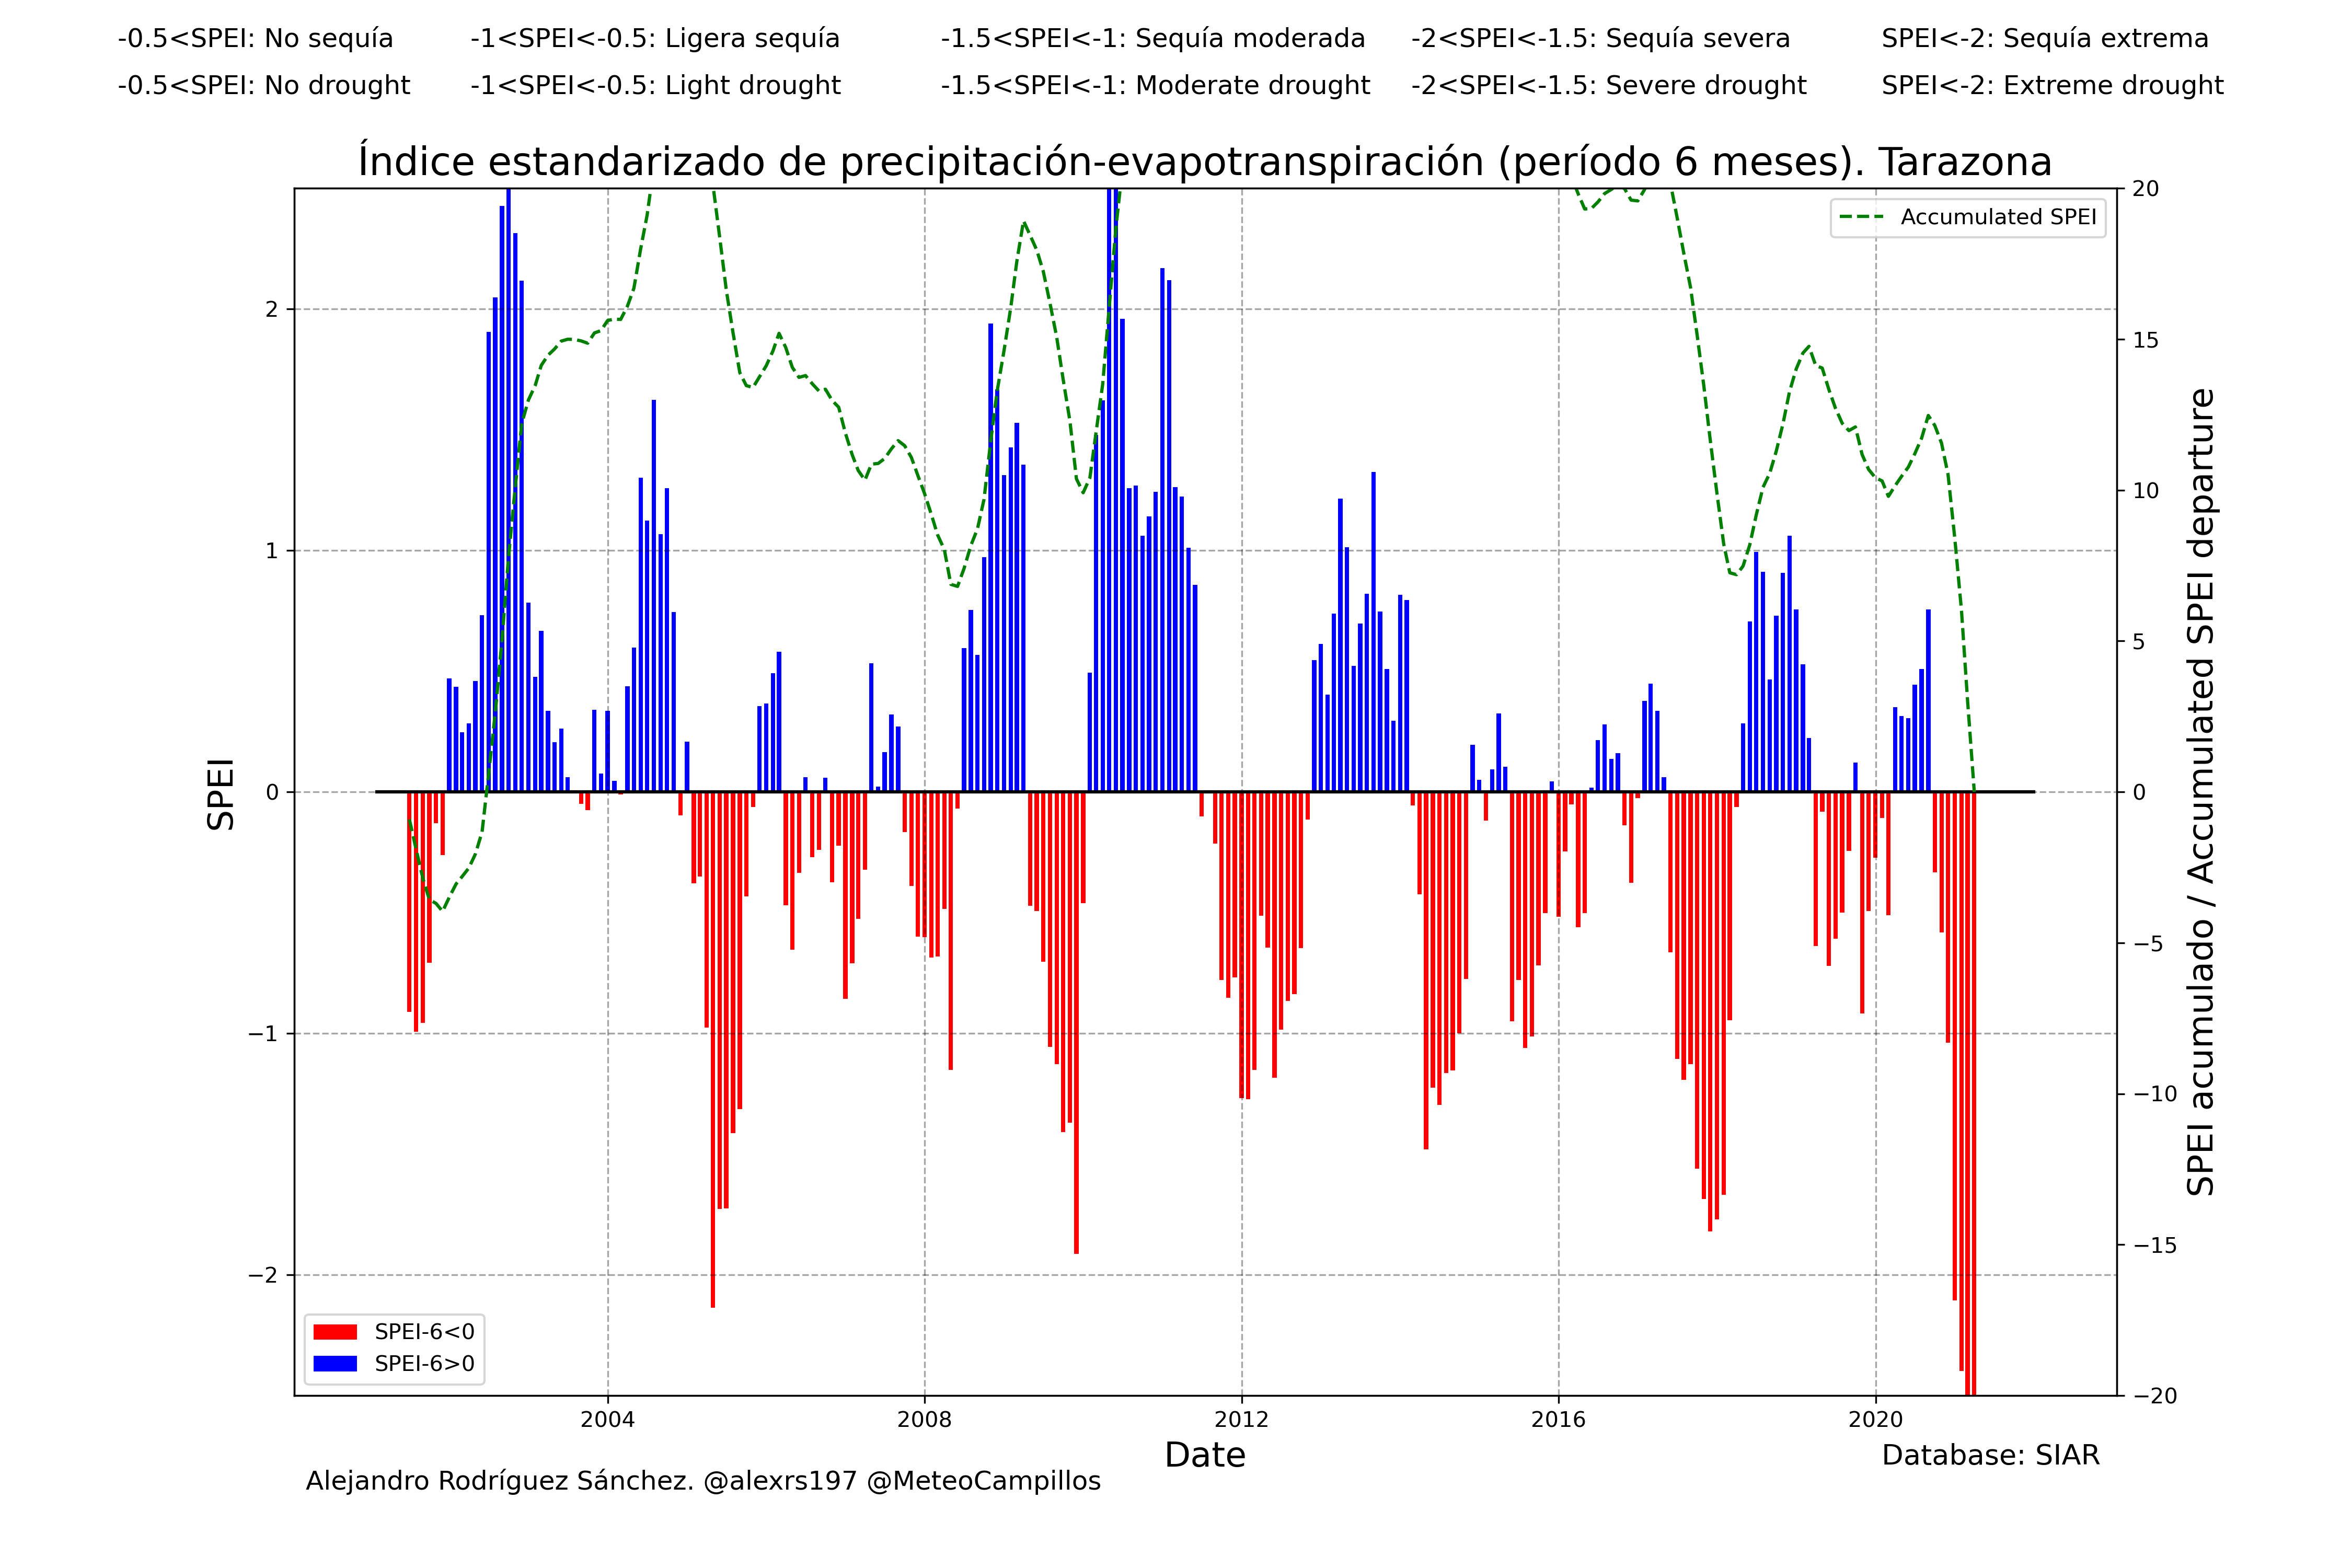 -0.5<SPEI: No sequía -1<SPEI<-0.5: Ligera sequía -1.5<SPEI<-1: Sequía moderada -2<SPEI<-1.5: Sequía severa SPEI<-2: Sequía extrema
-0.5<SPEI: No drought -1<SPEI<-0.5: Light drought -1.5<SPEI<-1: Moderate drought -2<SPEI<-1.5: Severe drought SPEI<-2: Extreme drought
Índice estandarizado de precipitación-evapotranspiración (período 6 meses). Tarazona
Accumulated SPEI
2
1
0
−1
−2
SPEI
20
15
10
5
0
−5
−10
−15
−20
SPEI acumulado / Accumulated SPEI departure
SPEI-6<0
SPEI-6>0
2004 2008 2012 2016 2020
Date
Database: SIAR
Alejandro Rodríguez Sánchez. @alexrs197 @MeteoCampillos